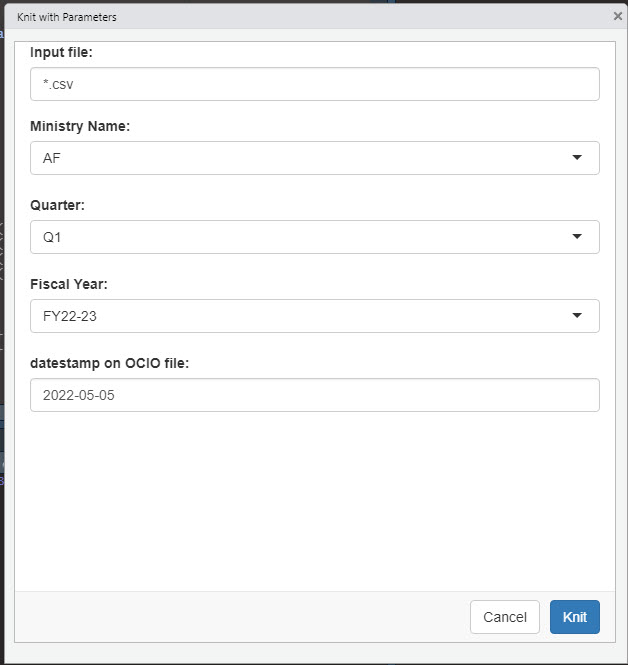 Knit with Parameters
Input file:
*.csv
Ministry Name:
AF
Quarter:
Q1
Fiscal Year:
FY22-23
datestamp on OCIO file:
2022-05-05
Cancel
Knit